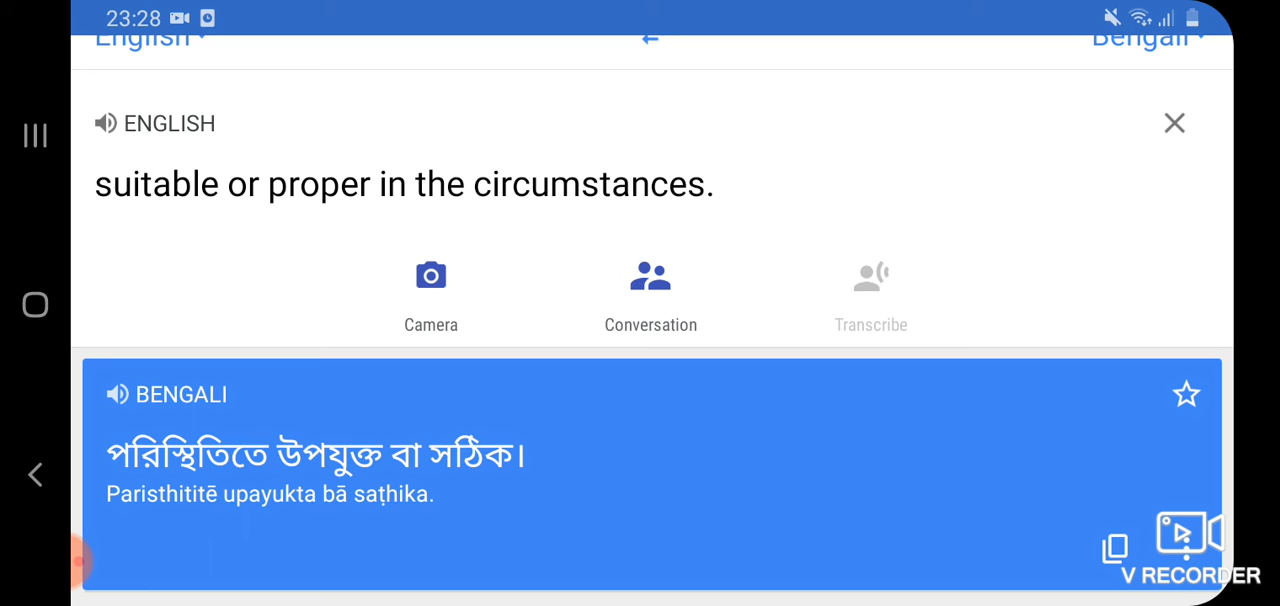 23:28
English Bengali
ENGLISH
suitable or proper in the circumstances.
Camera Conversation Transcribe
BENGALI
পরিস্থিতিতে উপযুক্ত বা সঠিক।
Paristhititē upayukta bā saṭhika.
V RECORDER